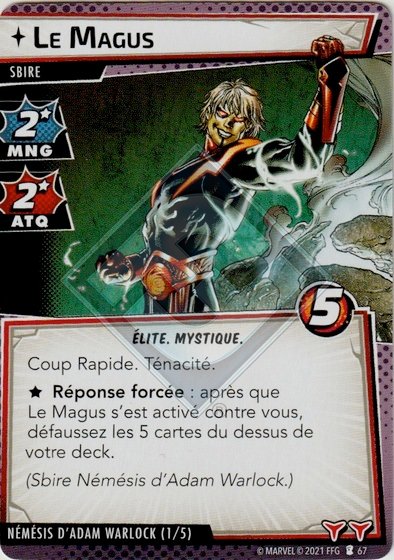 Le Magus
SBIRE
2
MNG
2
ATQ
5
ÉLITE. MYSTIQUE.
Coup Rapide. Ténacité.
★ Réponse forcée : après que
Le Magus s'est activé contre vous,
défaussez les 5 cartes du dessus de
votre deck.
(Sbire Némésis d'Adam Warlock.)
NÉMÉSIS D'ADAM WARLOCK (1/5)
© MARVEL © 2021 FFG 67